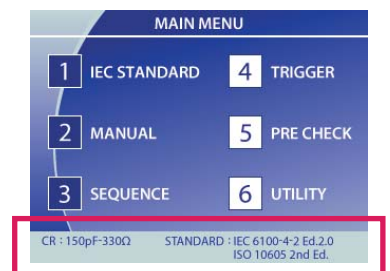 MAIN MENU
1 IEC STANDARD
4 TRIGGER
2 MANUAL
5 PRE CHECK
3 SEQUENCE
6 UTILITY
CR : 150pF-330Ω STANDARD : IEC 6100-4-2 Ed.2.0
ISO 10605 2nd Ed.